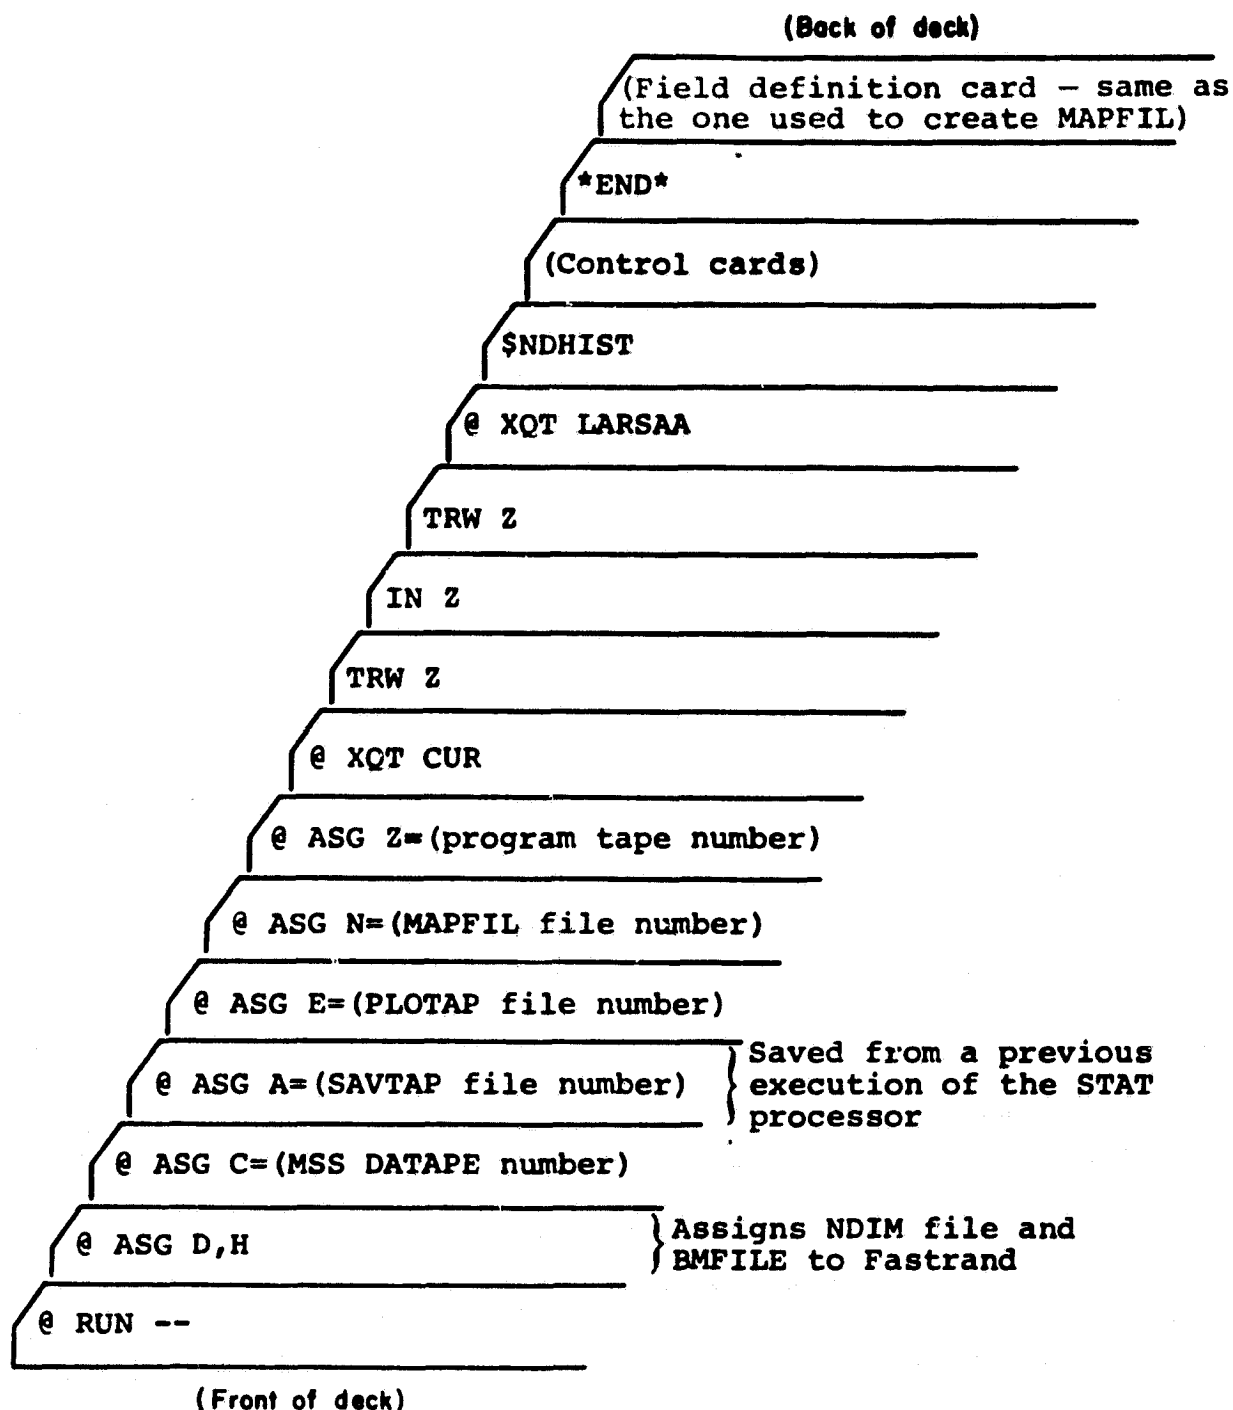 (Back of deck)
(Field definition card — same as
the one used to create MAPFIL)
*END*
(Control cards)
$NDHIST
@ XQT LARSAA
TRW Z
IN Z
TRW Z
@ XQT CUR
@ ASG Z=(program tape number)
@ ASG N=(MAPFIL file number)
@ ASG E=(PLOTAP file number)
@ ASG A=(SAVTAP file number)
Saved from a previous
execution of the STAT
processor
@ ASG C=(MSS DATAPE number)
@ ASG D,H
Assigns NDIM file and
BMFILE to Fastrand
@ RUN --
(Front of deck)